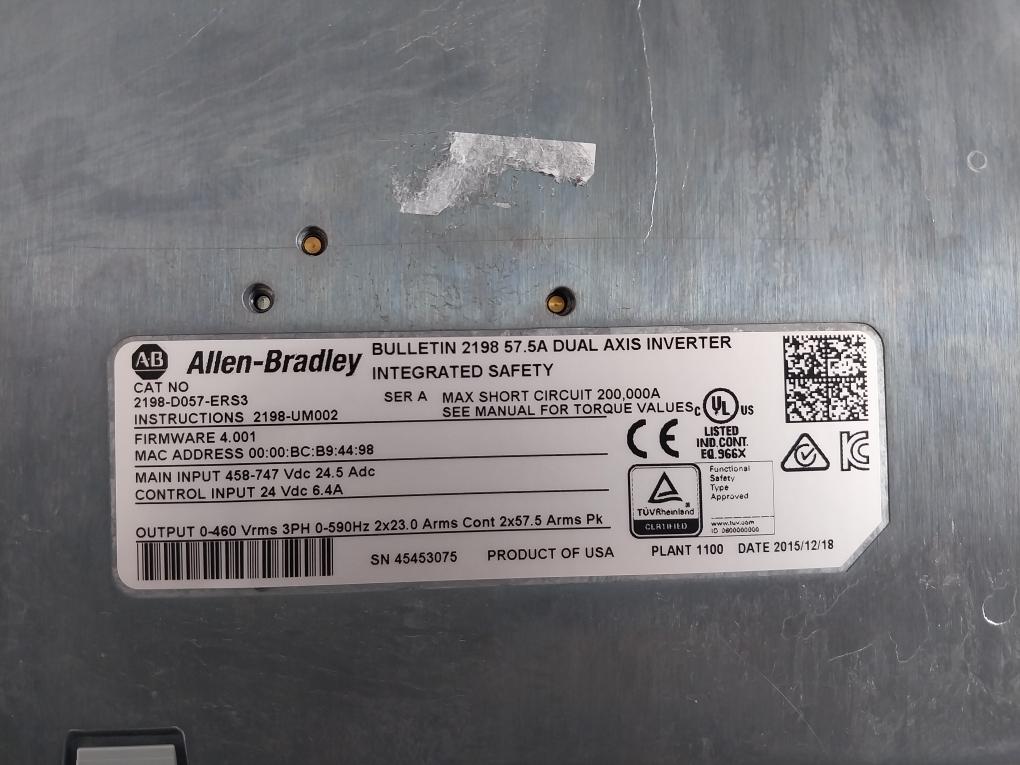 AB Allen-Bradley
BULLETIN 2198 57.5A DUAL AXIS INVERTER
INTEGRATED SAFETY
CAT NO
2198-D057-ERS3
SER A MAX SHORT CIRCUIT 200,000A
INSTRUCTIONS 2198-UM002
SEE MANUAL FOR TORQUE VALUES
C UL US
LISTED
IND.CONT.
EQ.966X
FIRMWARE 4.001
MAC ADDRESS 00:00:BC:B9:44:98
CE
MAIN INPUT 458-747 Vdc 24.5 Adc
CONTROL INPUT 24 Vdc 6.4A
TÜVRheinland
CERTIFIED
Functional
Safety
Type
Approved
www.tuv.com
ID 0600000000
OUTPUT 0-460 Vrms 3PH 0-590Hz 2x23.0 Arms Cont 2x57.5 Arms Pk
SN 45453075 PRODUCT OF USA PLANT 1100 DATE 2015/12/18